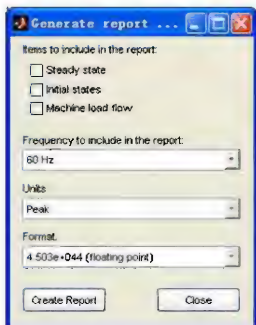 Generate report ...
Items to include in the report:
Steady state
Initial states
Machine load flow
Frequency to include in the report:
60 Hz
Units
Peak
Format.
4.503e+044 (floating point)
Create Report
Close